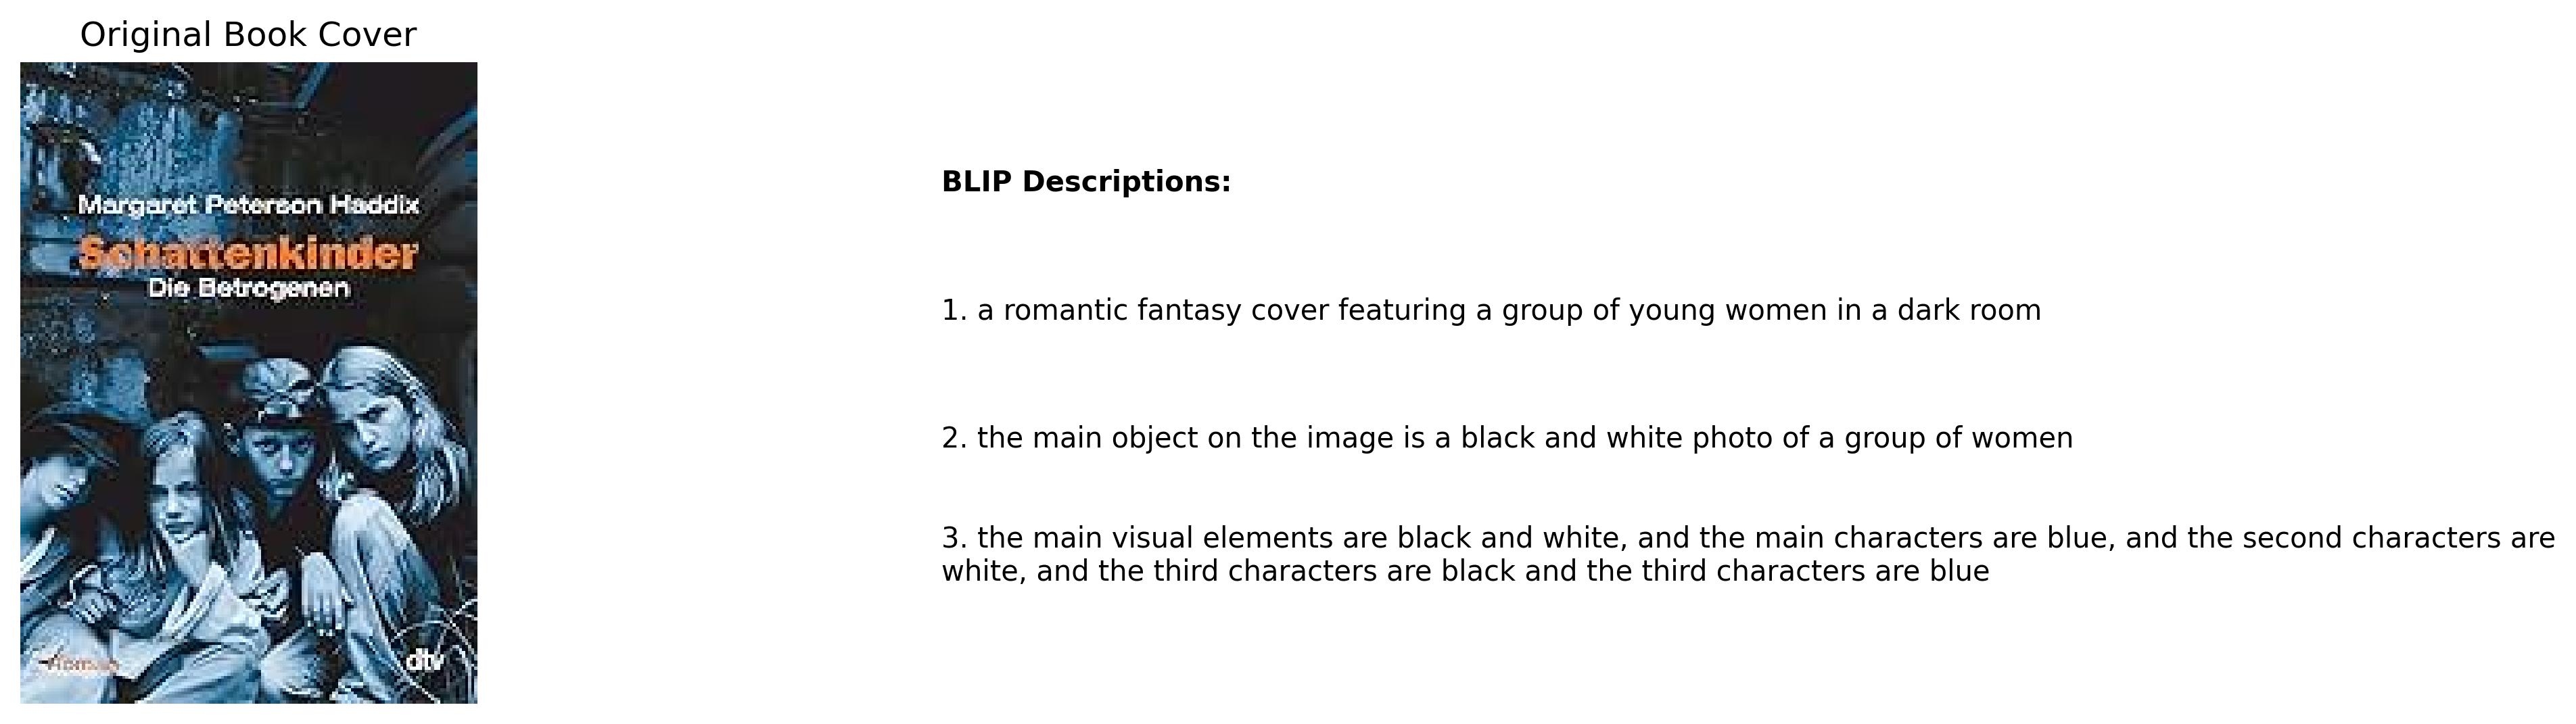 Original Book Cover
Margaret Peterson Haddix
Schattenkinder
Die Betrogenen
Roman
dtv
BLIP Descriptions:
1. a romantic fantasy cover featuring a group of young women in a dark room
2. the main object on the image is a black and white photo of a group of women
3. the main visual elements are black and white, and the main characters are blue, and the second characters are
white, and the third characters are black and the third characters are blue